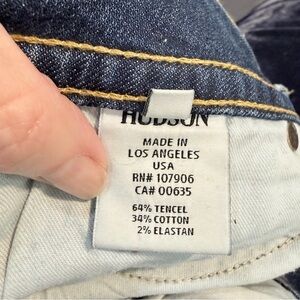 HUDSON
MADE IN
LOS ANGELES
USA
RN# 107906
CA# 00635
64% TENCEL
34% COTTON
2% ELASTAN